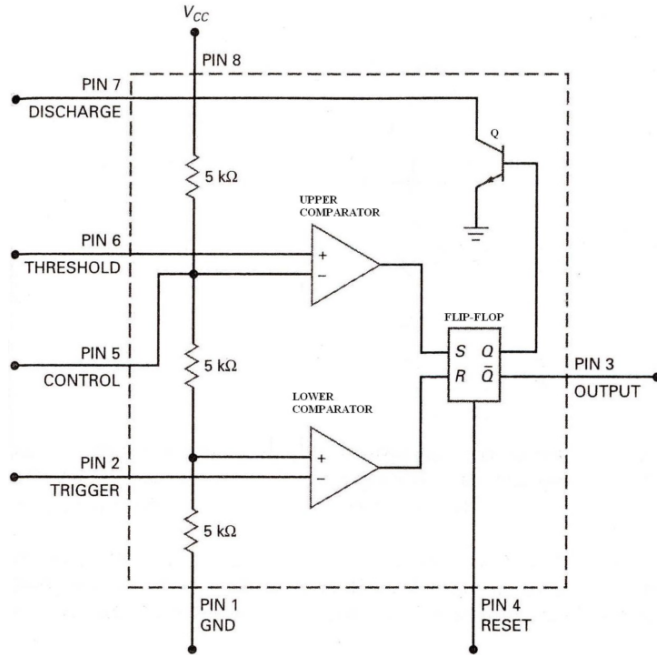 VCC
PIN 8
PIN 7
DISCHARGE
Q
5 kΩ
UPPER
COMPARATOR
PIN 6
THRESHOLD
+
−
FLIP-FLOP
S Q
R Q̅
PIN 3
OUTPUT
PIN 5
CONTROL
5 kΩ
LOWER
COMPARATOR
+
−
PIN 2
TRIGGER
5 kΩ
PIN 1
GND
PIN 4
RESET